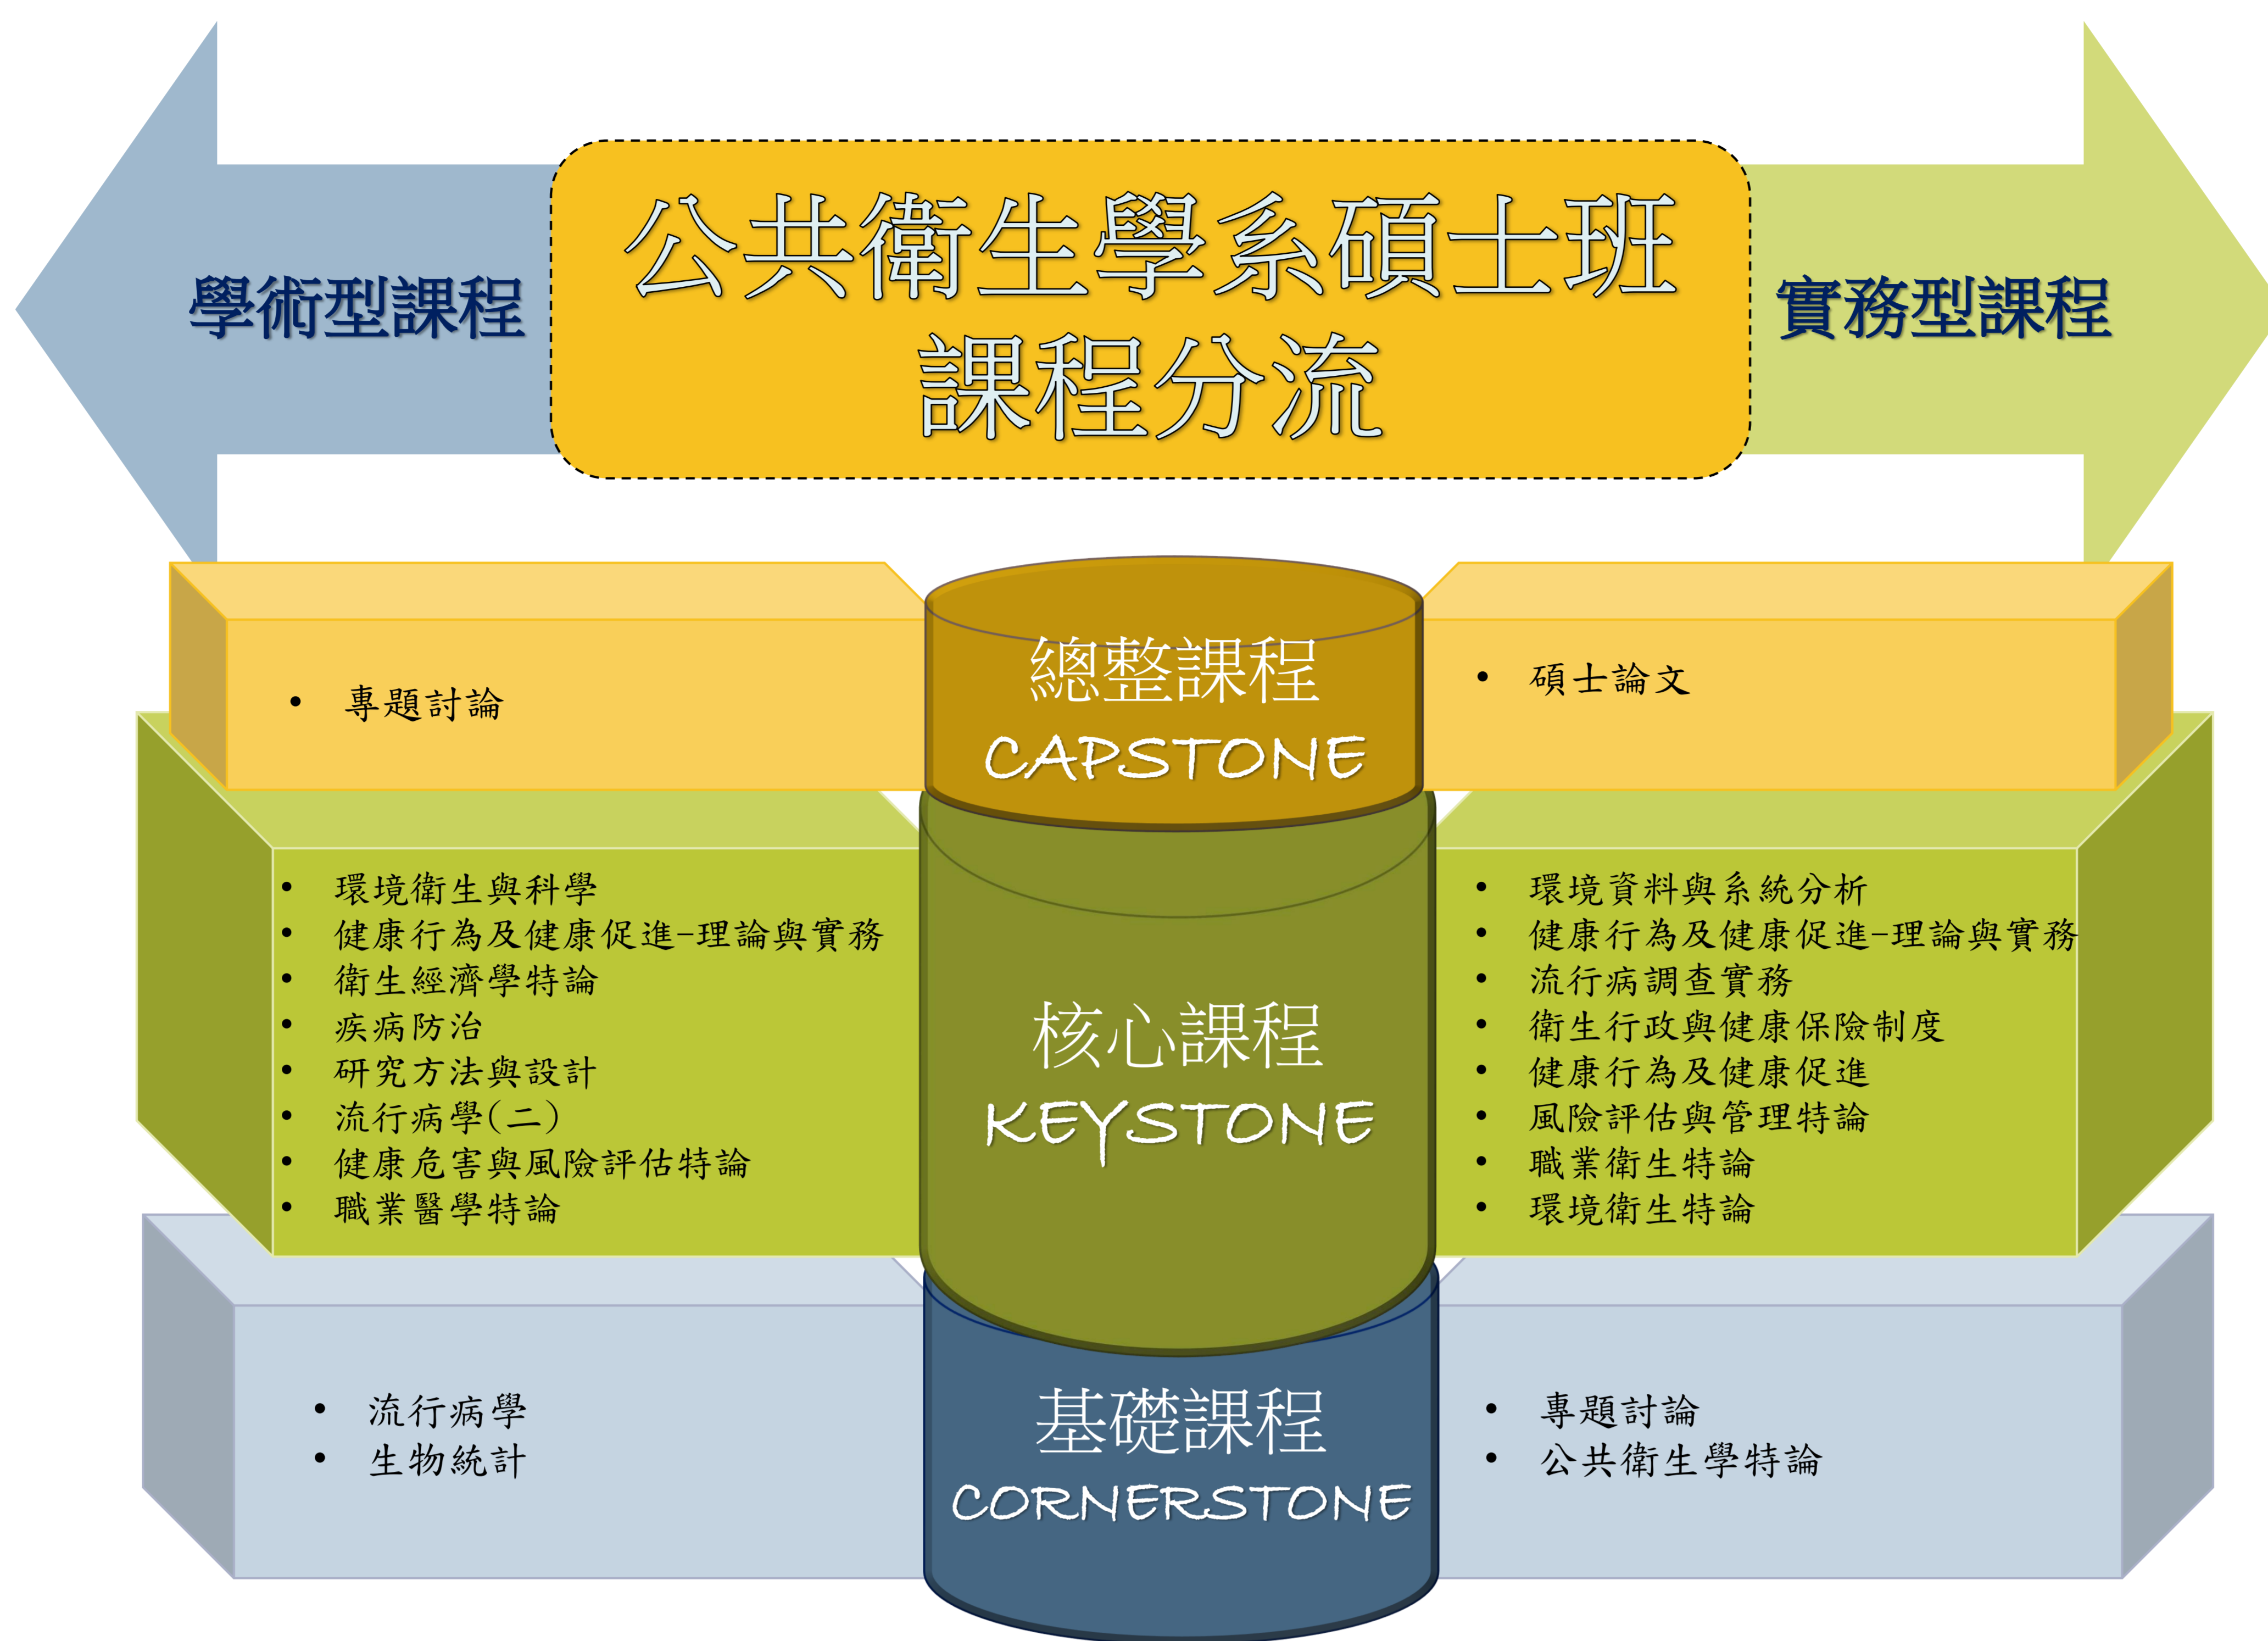 公共衛生學系碩士班
課程分流
學術型課程
實務型課程
• 專題討論
總整課程
CAPSTONE
• 碩士論文
• 環境衛生與科學
• 健康行為及健康促進-理論與實務
• 衛生經濟學特論
• 疾病防治
• 研究方法與設計
• 流行病學(二)
• 健康危害與風險評估特論
• 職業醫學特論
核心課程
KEYSTONE
• 環境資料與系統分析
• 健康行為及健康促進-理論與實務
• 流行病調查實務
• 衛生行政與健康保險制度
• 健康行為及健康促進
• 風險評估與管理特論
• 職業衛生特論
• 環境衛生特論
• 流行病學
• 生物統計
基礎課程
CORNERSTONE
• 專題討論
• 公共衛生學特論